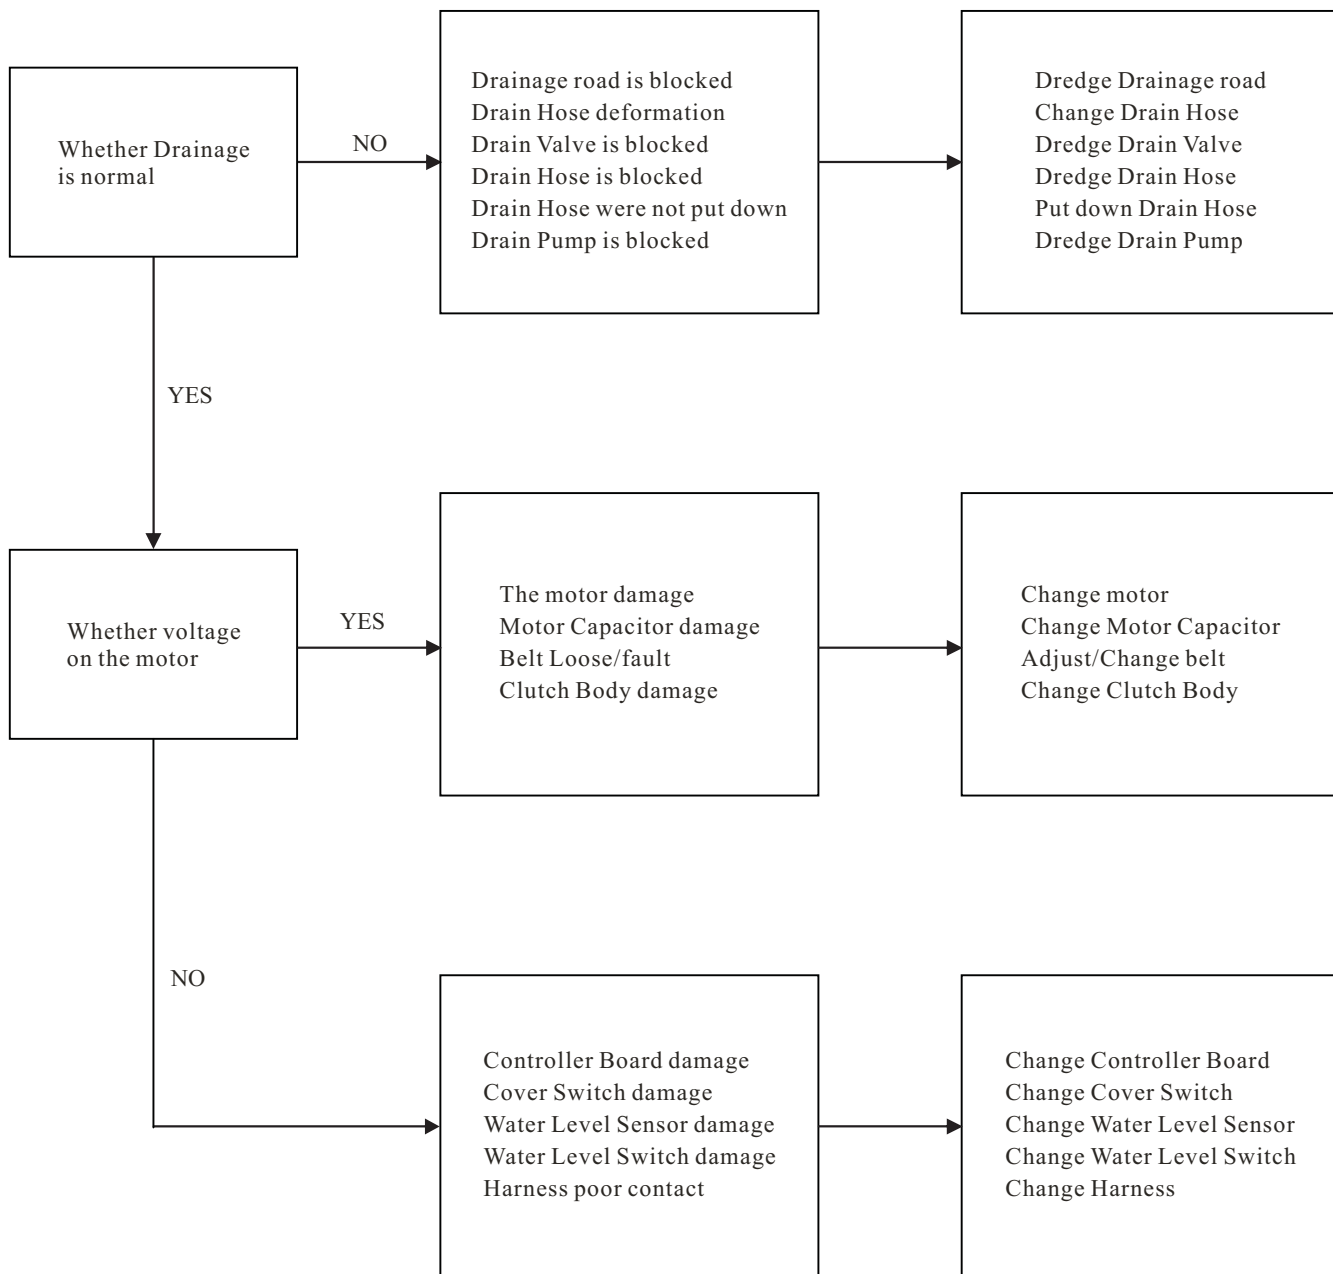 Whether Drainage
is normal
NO
Drainage road is blocked
Drain Hose deformation
Drain Valve is blocked
Drain Hose is blocked
Drain Hose were not put down
Drain Pump is blocked
Dredge Drainage road
Change Drain Hose
Dredge Drain Valve
Dredge Drain Hose
Put down Drain Hose
Dredge Drain Pump
YES
Whether voltage
on the motor
YES
The motor damage
Motor Capacitor damage
Belt Loose/fault
Clutch Body damage
Change motor
Change Motor Capacitor
Adjust/Change belt
Change Clutch Body
NO
Controller Board damage
Cover Switch damage
Water Level Sensor damage
Water Level Switch damage
Harness poor contact
Change Controller Board
Change Cover Switch
Change Water Level Sensor
Change Water Level Switch
Change Harness